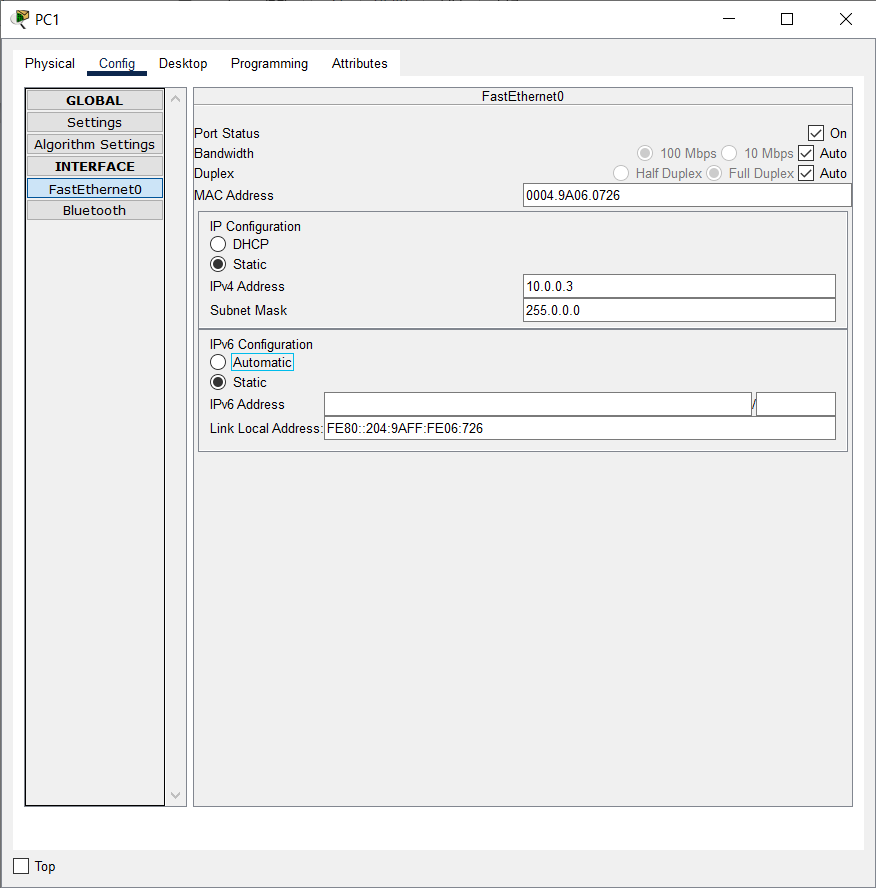 PC1
Physical Config Desktop Programming Attributes
GLOBAL
Settings
Algorithm Settings
INTERFACE
FastEthernet0
Bluetooth
FastEthernet0
Port Status On
Bandwidth 100 Mbps 10 Mbps Auto
Duplex Half Duplex Full Duplex Auto
MAC Address 0004.9A06.0726
IP Configuration
DHCP
Static
IPv4 Address 10.0.0.3
Subnet Mask 255.0.0.0
IPv6 Configuration
Automatic
Static
IPv6 Address /
Link Local Address: FE80::204:9AFF:FE06:726
Top